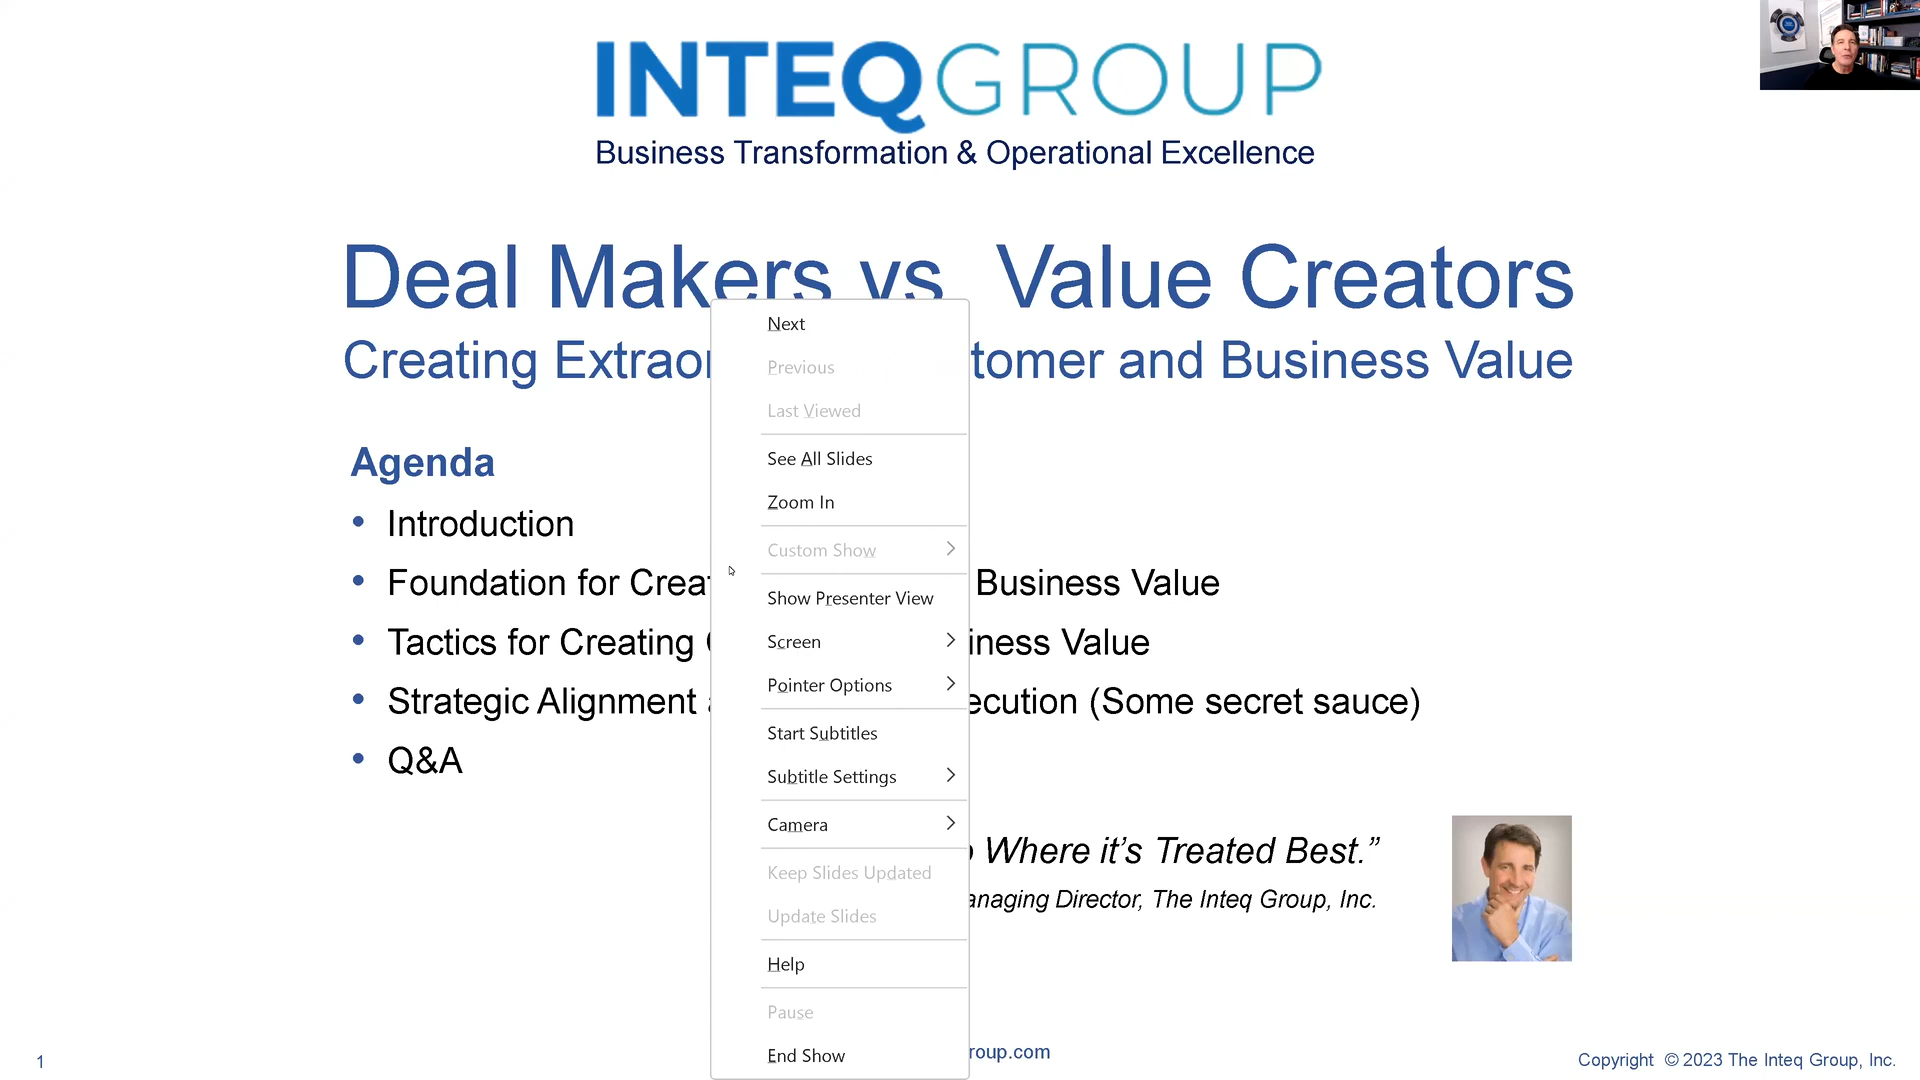 INTEQGROUP
Business Transformation & Operational Excellence
Deal Makers vs Value Creators
Creating Extraor tomer and Business Value
Agenda
• Introduction
• Foundation for Creat Business Value
• Tactics for Creating iness Value
• Strategic Alignment ecution (Some secret sauce)
• Q&A
Where it’s Treated Best.”
anaging Director, The Inteq Group, Inc.
Next
Previous
Last Viewed
See All Slides
Zoom In
Custom Show
Show Presenter View
Screen
Pointer Options
Start Subtitles
Subtitle Settings
Camera
Keep Slides Updated
Update Slides
Help
Pause
End Show
1
roup.com
Copyright © 2023 The Inteq Group, Inc.